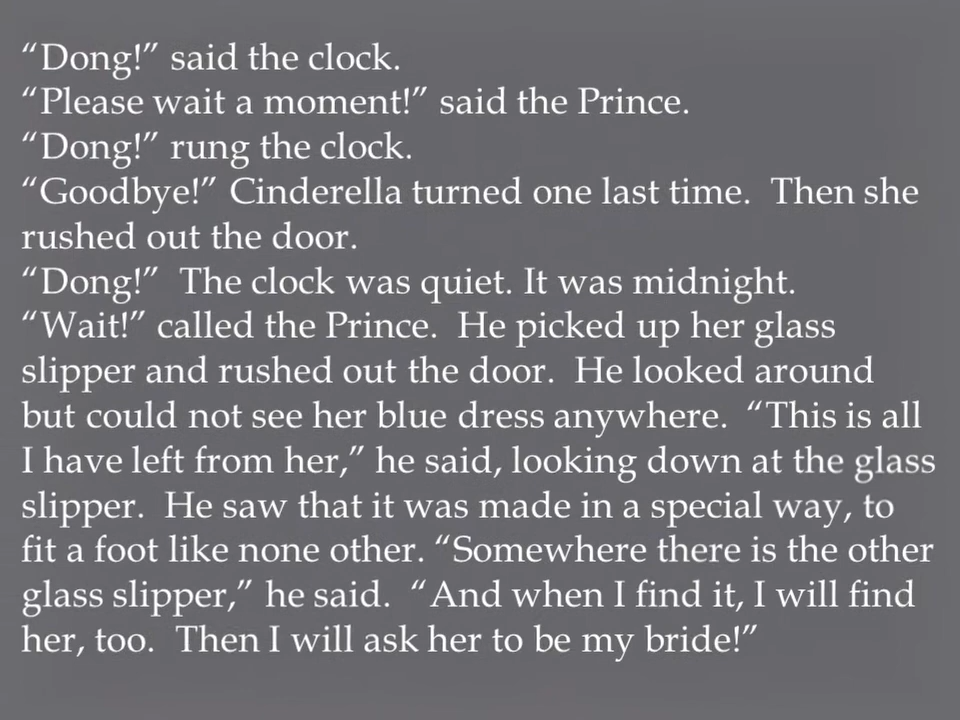 “Dong!” said the clock.
“Please wait a moment!” said the Prince.
“Dong!” rung the clock.
“Goodbye!” Cinderella turned one last time.  Then she
rushed out the door.
“Dong!”  The clock was quiet. It was midnight.
“Wait!” called the Prince.  He picked up her glass
slipper and rushed out the door.  He looked around
but could not see her blue dress anywhere.  “This is all
I have left from her,” he said, looking down at the glass
slipper.  He saw that it was made in a special way, to
fit a foot like none other. “Somewhere there is the other
glass slipper,” he said.  “And when I find it, I will find
her, too.  Then I will ask her to be my bride!”